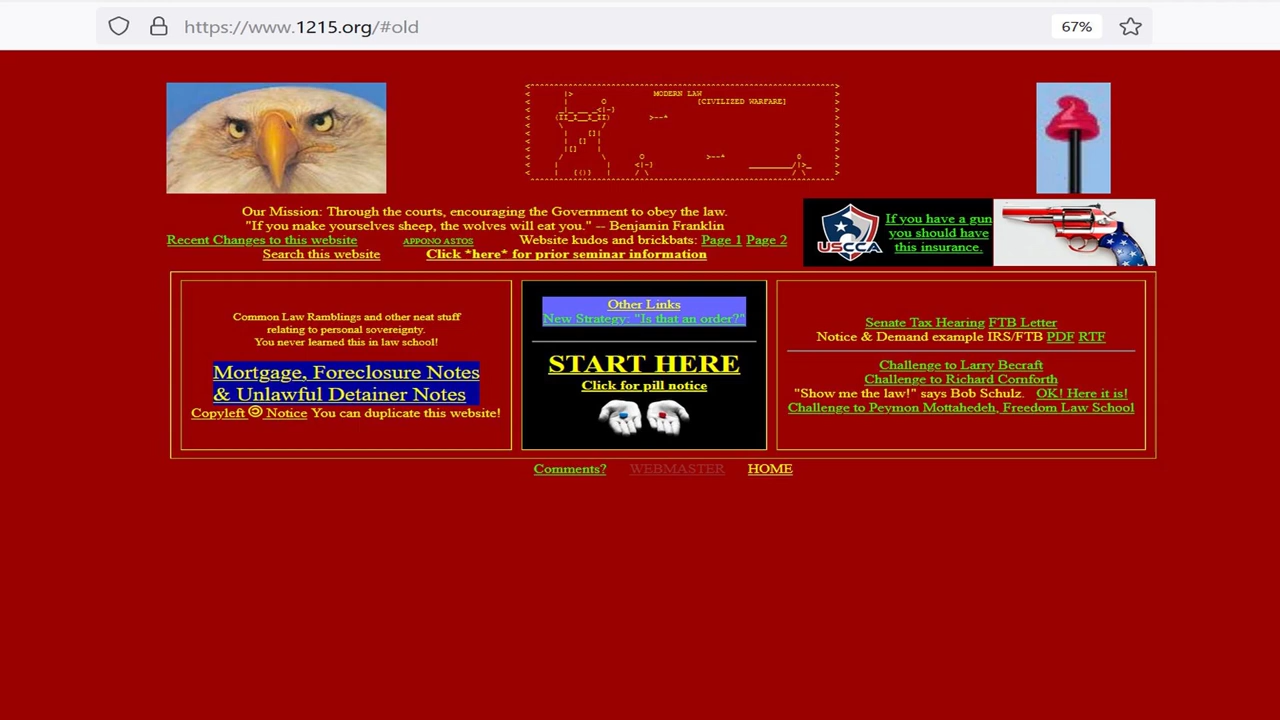 https://www.1215.org/#old
67%
MODERN LAW
[CIVILIZED WARFARE]
Our Mission: Through the courts, encouraging the Government to obey the law.
"If you make yourselves sheep, the wolves will eat you." -- Benjamin Franklin
Recent Changes to this website APPONO ASTOS Website kudos and brickbats: Page 1 Page 2
Search this website Click *here* for prior seminar information
USCCA
If you have a gun
you should have
this insurance.
Common Law Ramblings and other neat stuff
relating to personal sovereignty.
You never learned this in law school!
Mortgage, Foreclosure Notes
& Unlawful Detainer Notes
Copyleft Notice You can duplicate this website!
Other Links
New Strategy: "Is that an order?"
START HERE
Click for pill notice
Senate Tax Hearing FTB Letter
Notice & Demand example IRS/FTB PDF RTF
Challenge to Larry Becraft
Challenge to Richard Cornforth
"Show me the law!" says Bob Schulz. OK! Here it is!
Challenge to Peymon Mottahedeh, Freedom Law School
Comments? WEBMASTER HOME